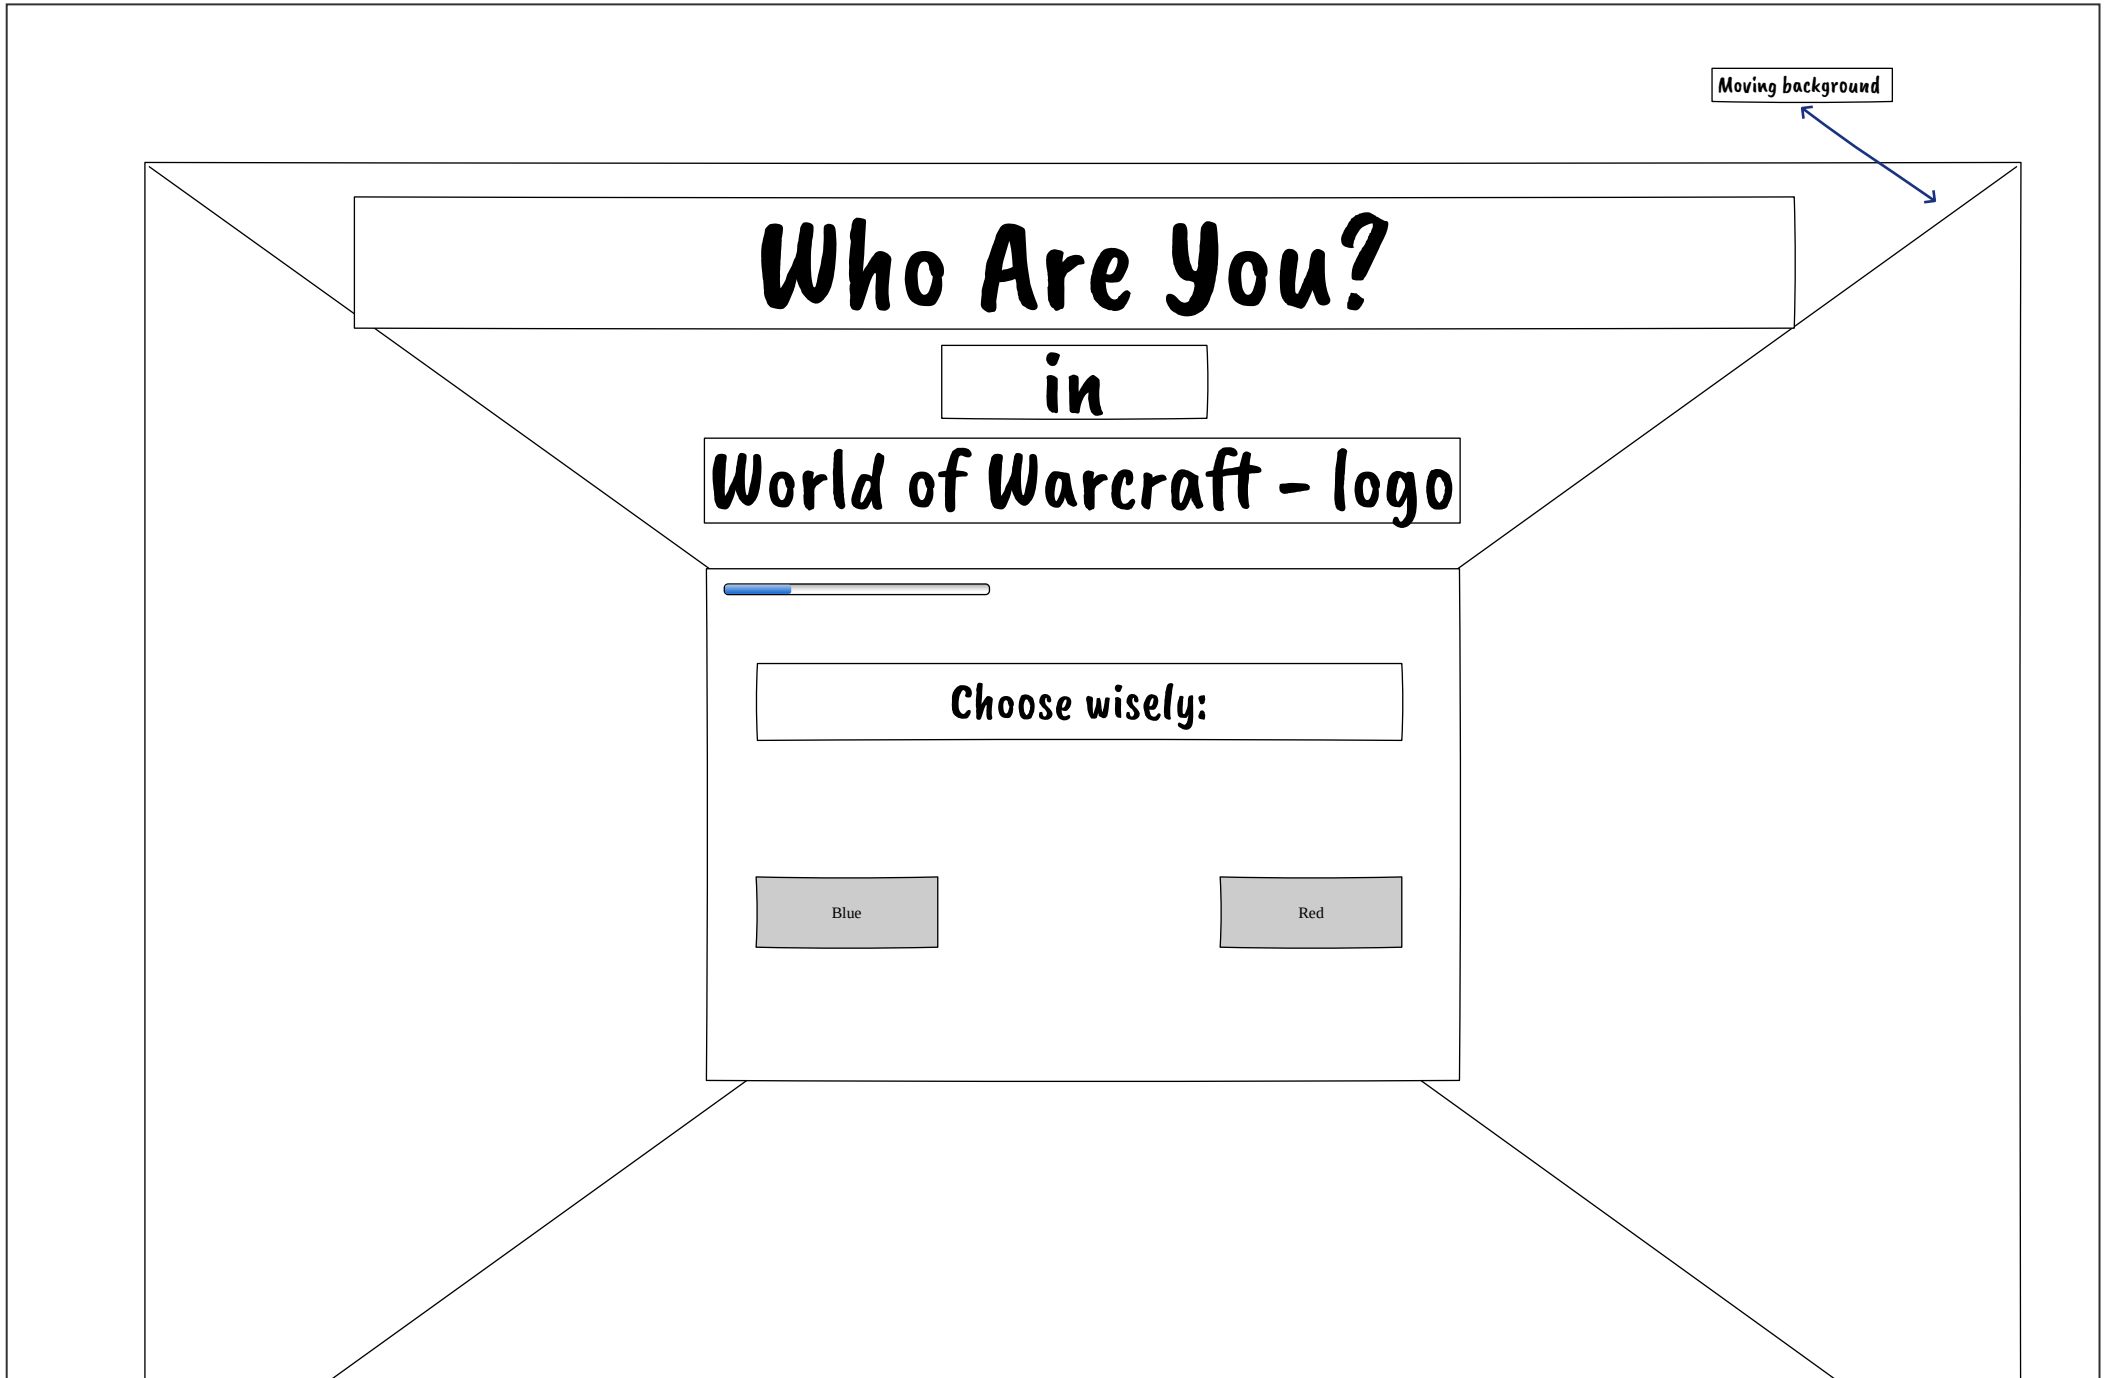 Moving background
Who Are You?
in
World of Warcraft - logo
Choose wisely:
Blue
Red